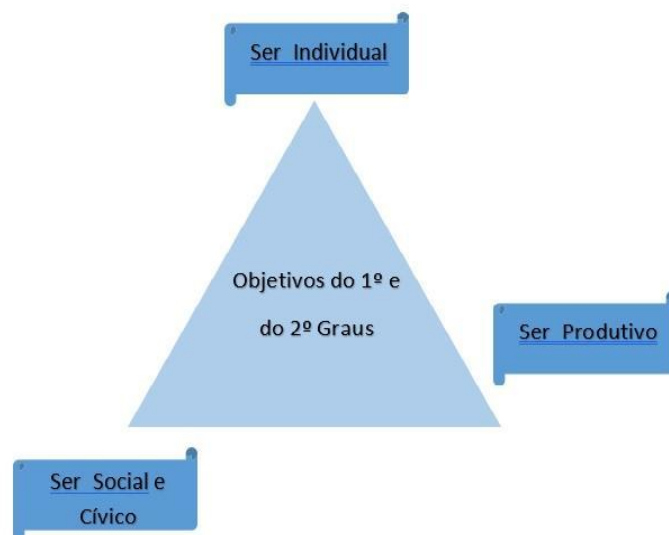 Ser Individual
Objetivos do 1º e
do 2º Graus
Ser Produtivo
Ser Social e
Cívico